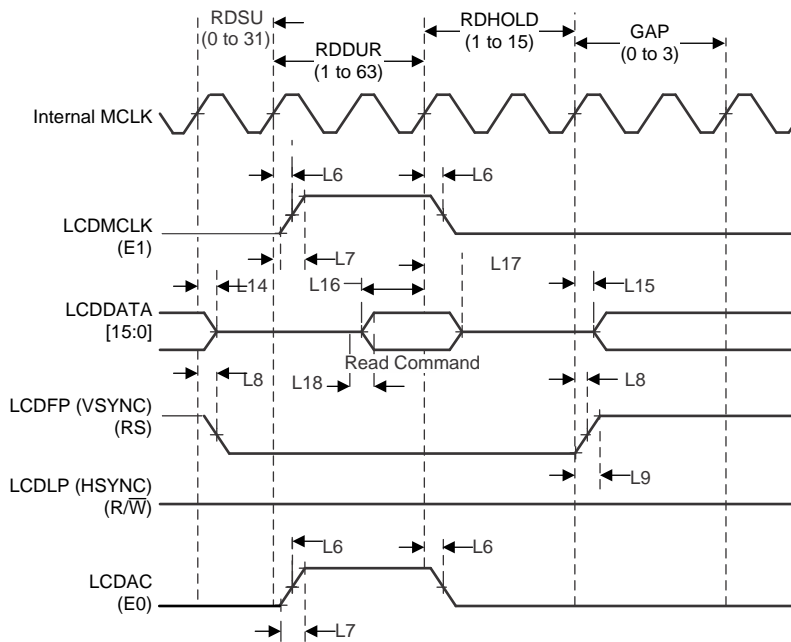 RDSU
(0 to 31)
RDDUR
(1 to 63)
RDHOLD
(1 to 15)
GAP
(0 to 3)
Internal MCLK
L6
L6
LCDMCLK
(E1)
L7
L17
L14
L16
L15
LCDDATA
[15:0]
Read Command
L8
L18
L8
LCDFP (VSYNC)
(RS)
L9
LCDLP (HSYNC)
(R/W̅)
L6
L6
LCDAC
(E0)
L7